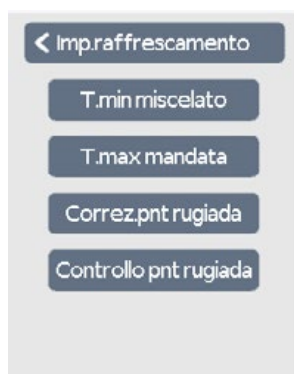 Imp.raffrescamento
T.min miscelato
T.max mandata
Correz.pnt rugiada
Controllo pnt rugiada